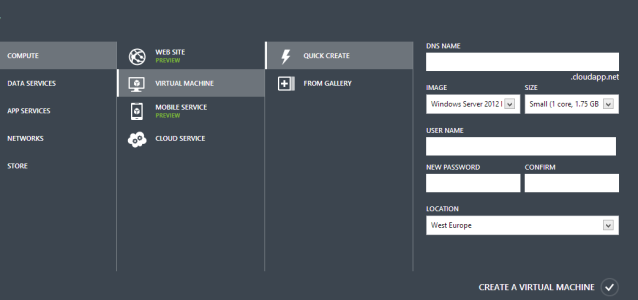 COMPUTE
DATA SERVICES
APP SERVICES
NETWORKS
STORE
WEB SITE
PREVIEW
VIRTUAL MACHINE
MOBILE SERVICE
PREVIEW
CLOUD SERVICE
QUICK CREATE
FROM GALLERY
DNS NAME
.cloudapp.net
IMAGE SIZE
Windows Server 2012 Small (1 core, 1.75 GB
USER NAME
NEW PASSWORD CONFIRM
LOCATION
West Europe
CREATE A VIRTUAL MACHINE